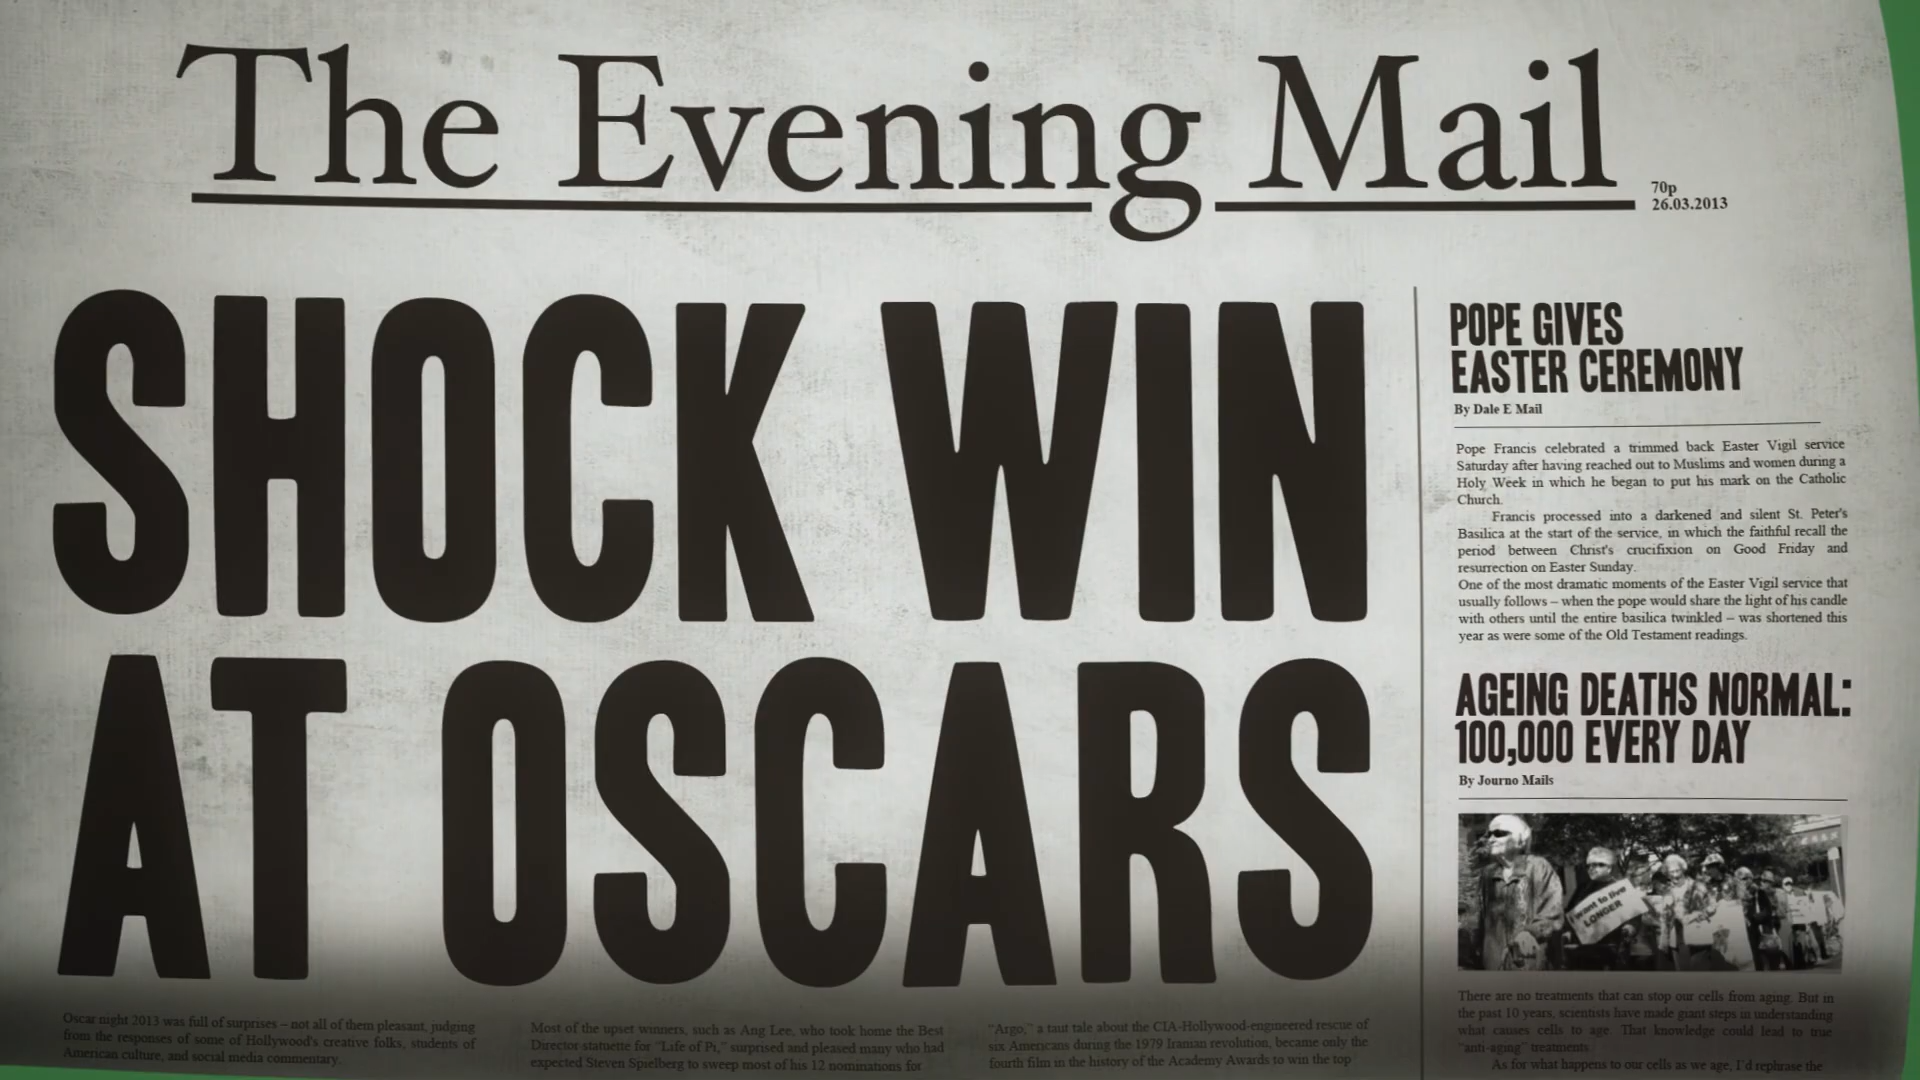 The Evening Mail
70p
26.03.2013
SHOCK WIN
AT OSCARS
Oscar night 2013 was full of surprises – not all of them pleasant, judging
from the responses of some of Hollywood's creative folks, students of
American culture, and social media commentary.
Most of the upset winners, such as Ang Lee, who took home the Best
Director statuette for "Life of Pi," surprised and pleased many who had
expected Steven Spielberg to sweep most of his 12 nominations for
"Argo," a taut tale about the CIA-Hollywood-engineered rescue of
six Americans during the 1979 Iranian revolution, became only the
fourth film in the history of the Academy Awards to win the top
POPE GIVES
EASTER CEREMONY
By Dale E Mail
Pope Francis celebrated a trimmed back Easter Vigil service
Saturday after having reached out to Muslims and women during a
Holy Week in which he began to put his mark on the Catholic
Church.
Francis processed into a darkened and silent St. Peter's
Basilica at the start of the service, in which the faithful recall the
period between Christ's crucifixion on Good Friday and
resurrection on Easter Sunday.
One of the most dramatic moments of the Easter Vigil service that
usually follows – when the pope would share the light of his candle
with others until the entire basilica twinkled – was shortened this
year as were some of the Old Testament readings.
AGEING DEATHS NORMAL:
100,000 EVERY DAY
By Journo Mails
I want to live
LONGER
There are no treatments that can stop our cells from aging. But in
the past 10 years, scientists have made giant steps in understanding
what causes cells to age. That knowledge could lead to true
"anti-aging" treatments.
As for what happens to our cells as we age, I'd rephrase the